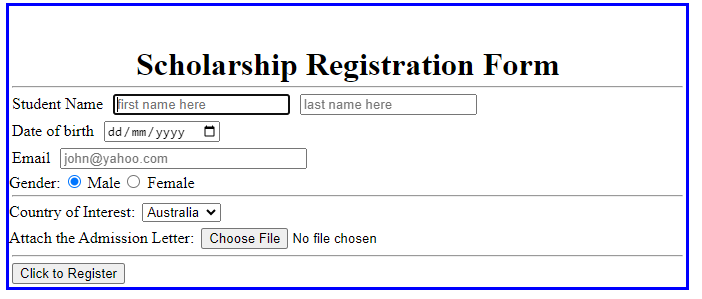 Scholarship Registration Form
Student Name first name here last name here
Date of birth dd/mm/yyyy
Email john@yahoo.com
Gender: Male Female
Country of Interest: Australia
Attach the Admission Letter: Choose File No file chosen
Click to Register